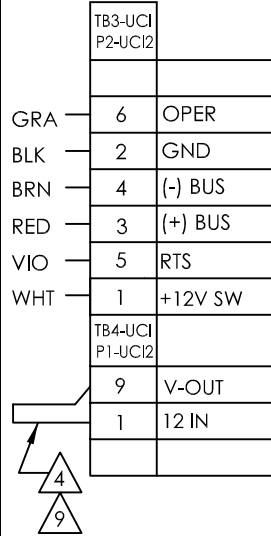 TB3-UCI
P2-UCI2
GRA 6 OPER
BLK 2 GND
BRN 4 (-) BUS
RED 3 (+) BUS
VIO 5 RTS
WHT 1 +12V SW
TB4-UCI
P1-UCI2
9 V-OUT
1 12 IN
4
9